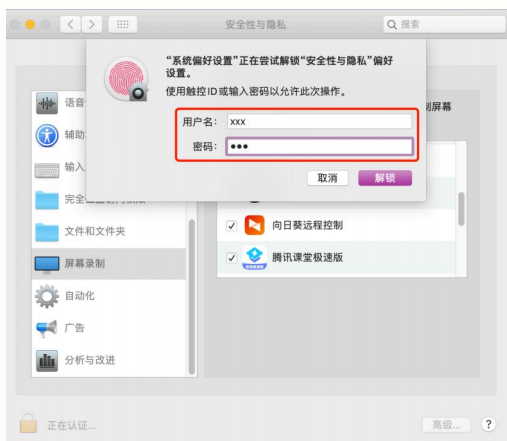 安全性与隐私
搜索
“系统偏好设置”正在尝试解锁“安全性与隐私”偏好
设置。
使用触控 ID 或输入密码以允许此次操作。
用户名: xxx
密码: •••
取消
解锁
语音
辅助
输入
完全
文件和文件夹
屏幕录制
自动化
广告
分析与改进
制屏幕
向日葵远程控制
腾讯课堂极速版
正在认证...
高级...
?